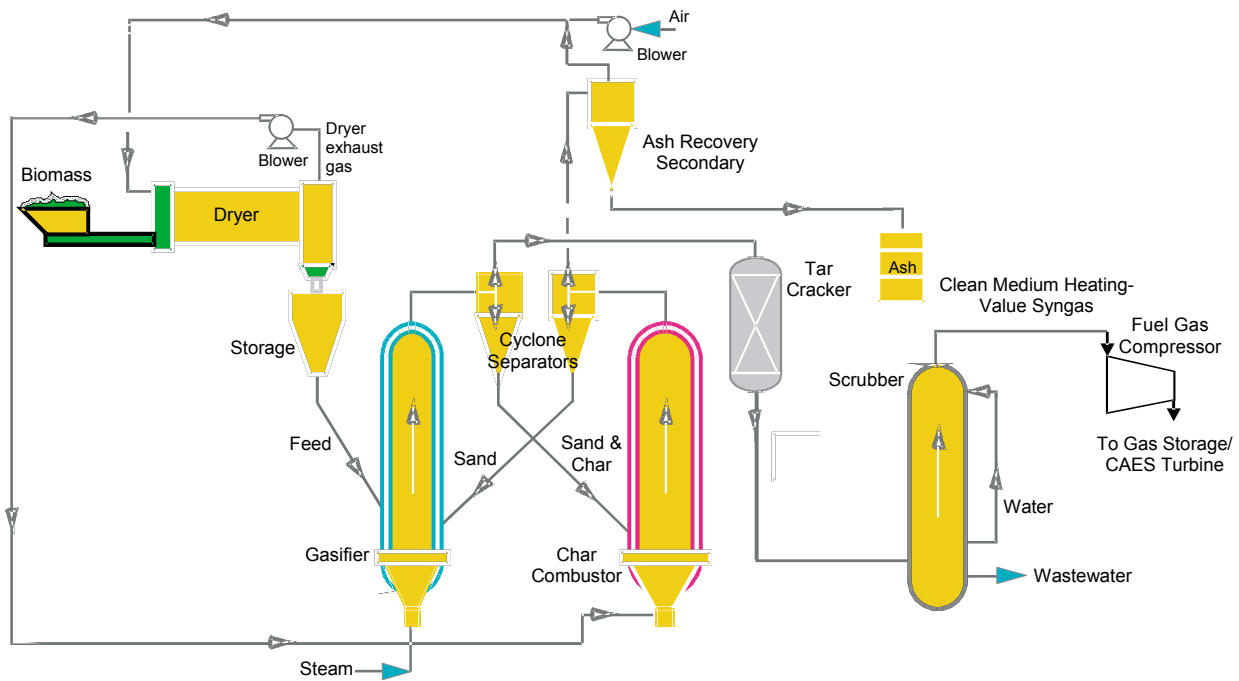 Air
Blower
Dryer
exhaust
gas
Blower
Ash Recovery
Secondary
Biomass
Dryer
Ash
Tar
Cracker
Clean Medium Heating-
Value Syngas
Fuel Gas
Compressor
Storage
Cyclone
Separators
Scrubber
Feed
Sand
Sand &
Char
To Gas Storage/
CAES Turbine
Water
Gasifier
Char
Combustor
Wastewater
Steam